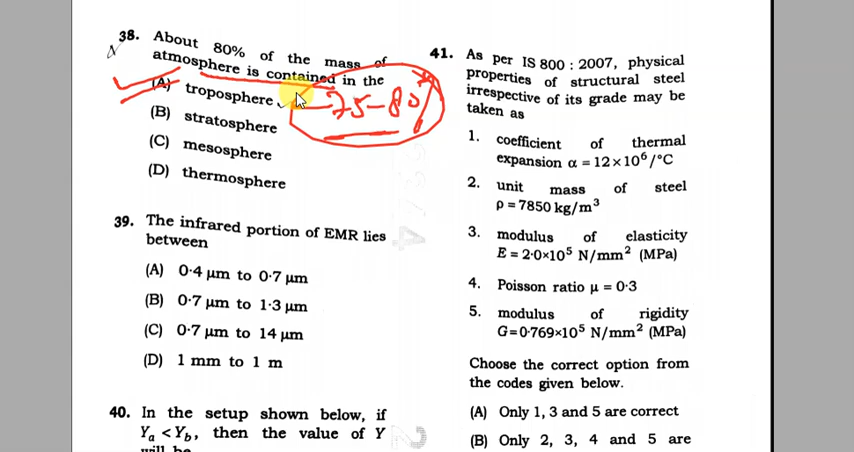 38. About 80% of the mass of
atmosphere is contained in the
(A) troposphere
75-80%
(B) stratosphere
(C) mesosphere
(D) thermosphere
39. The infrared portion of EMR lies
between
(A) 0·4 μm to 0·7 μm
(B) 0·7 μm to 1·3 μm
(C) 0·7 μm to 14 μm
(D) 1 mm to 1 m
40. In the setup shown below, if
Yₐ < Y_b, then the value of Y
will be
41. As per IS 800 : 2007, physical
properties of structural steel
irrespective of its grade may be
taken as
1. coefficient of thermal
expansion α = 12×10⁶/°C
2. unit mass of steel
ρ = 7850 kg/m³
3. modulus of elasticity
E = 2·0×10⁵ N/mm² (MPa)
4. Poisson ratio μ = 0·3
5. modulus of rigidity
G=0·769×10⁵ N/mm² (MPa)
Choose the correct option from
the codes given below.
(A) Only 1, 3 and 5 are correct
(B) Only 2, 3, 4 and 5 are